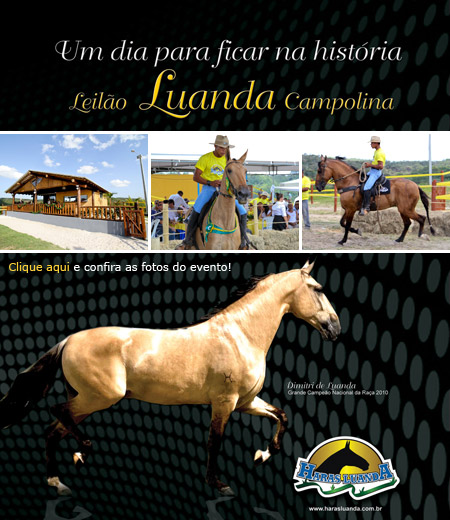 Um dia para ficar na história
Leilão Luanda Campolina
Clique aqui e confira as fotos do evento!
Dimitri de Luanda
Grande Campeão Nacional da Raça 2010
HARAS LUANDA
www.harasluanda.com.br